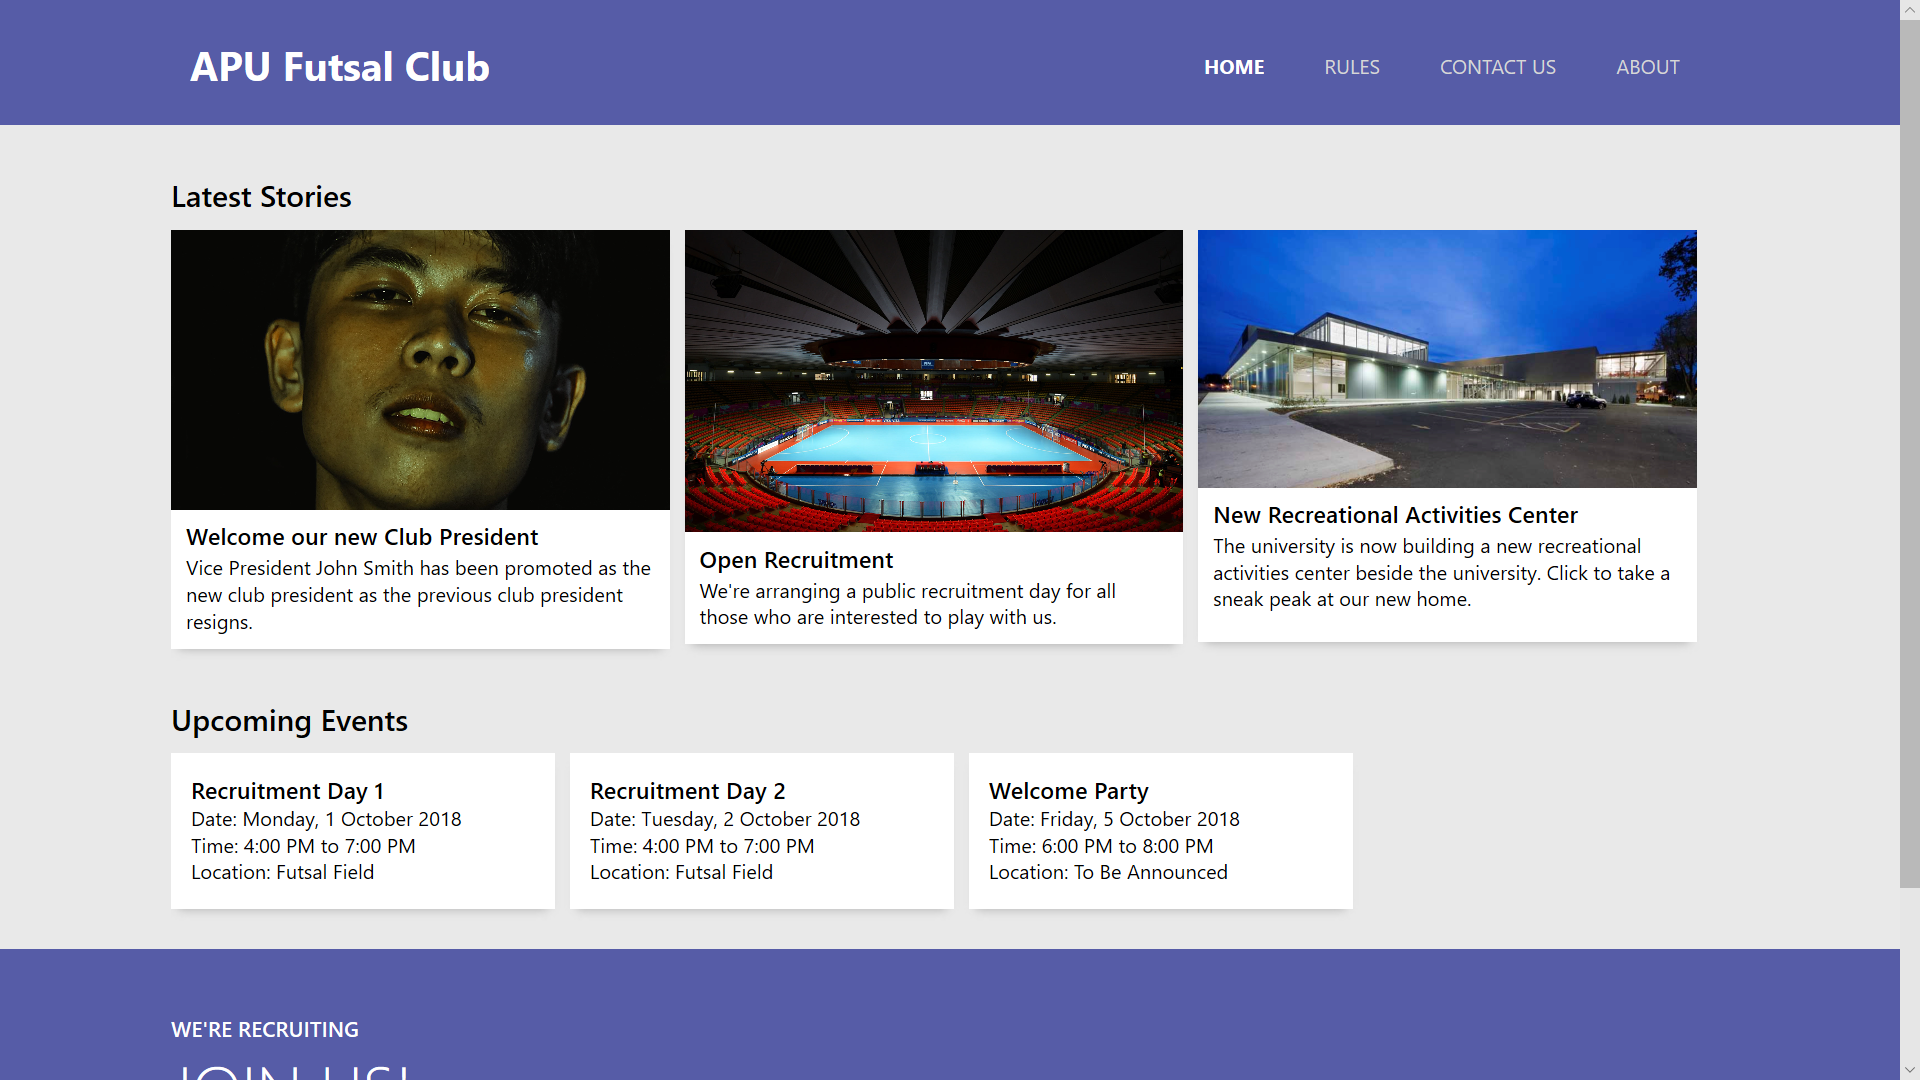 APU Futsal Club
HOME RULES CONTACT US ABOUT
Latest Stories
Welcome our new Club President
Vice President John Smith has been promoted as the
new club president as the previous club president
resigns.
Open Recruitment
We're arranging a public recruitment day for all
those who are interested to play with us.
New Recreational Activities Center
The university is now building a new recreational
activities center beside the university. Click to take a
sneak peak at our new home.
Upcoming Events
Recruitment Day 1
Date: Monday, 1 October 2018
Time: 4:00 PM to 7:00 PM
Location: Futsal Field
Recruitment Day 2
Date: Tuesday, 2 October 2018
Time: 4:00 PM to 7:00 PM
Location: Futsal Field
Welcome Party
Date: Friday, 5 October 2018
Time: 6:00 PM to 8:00 PM
Location: To Be Announced
WE'RE RECRUITING
JOIN US!